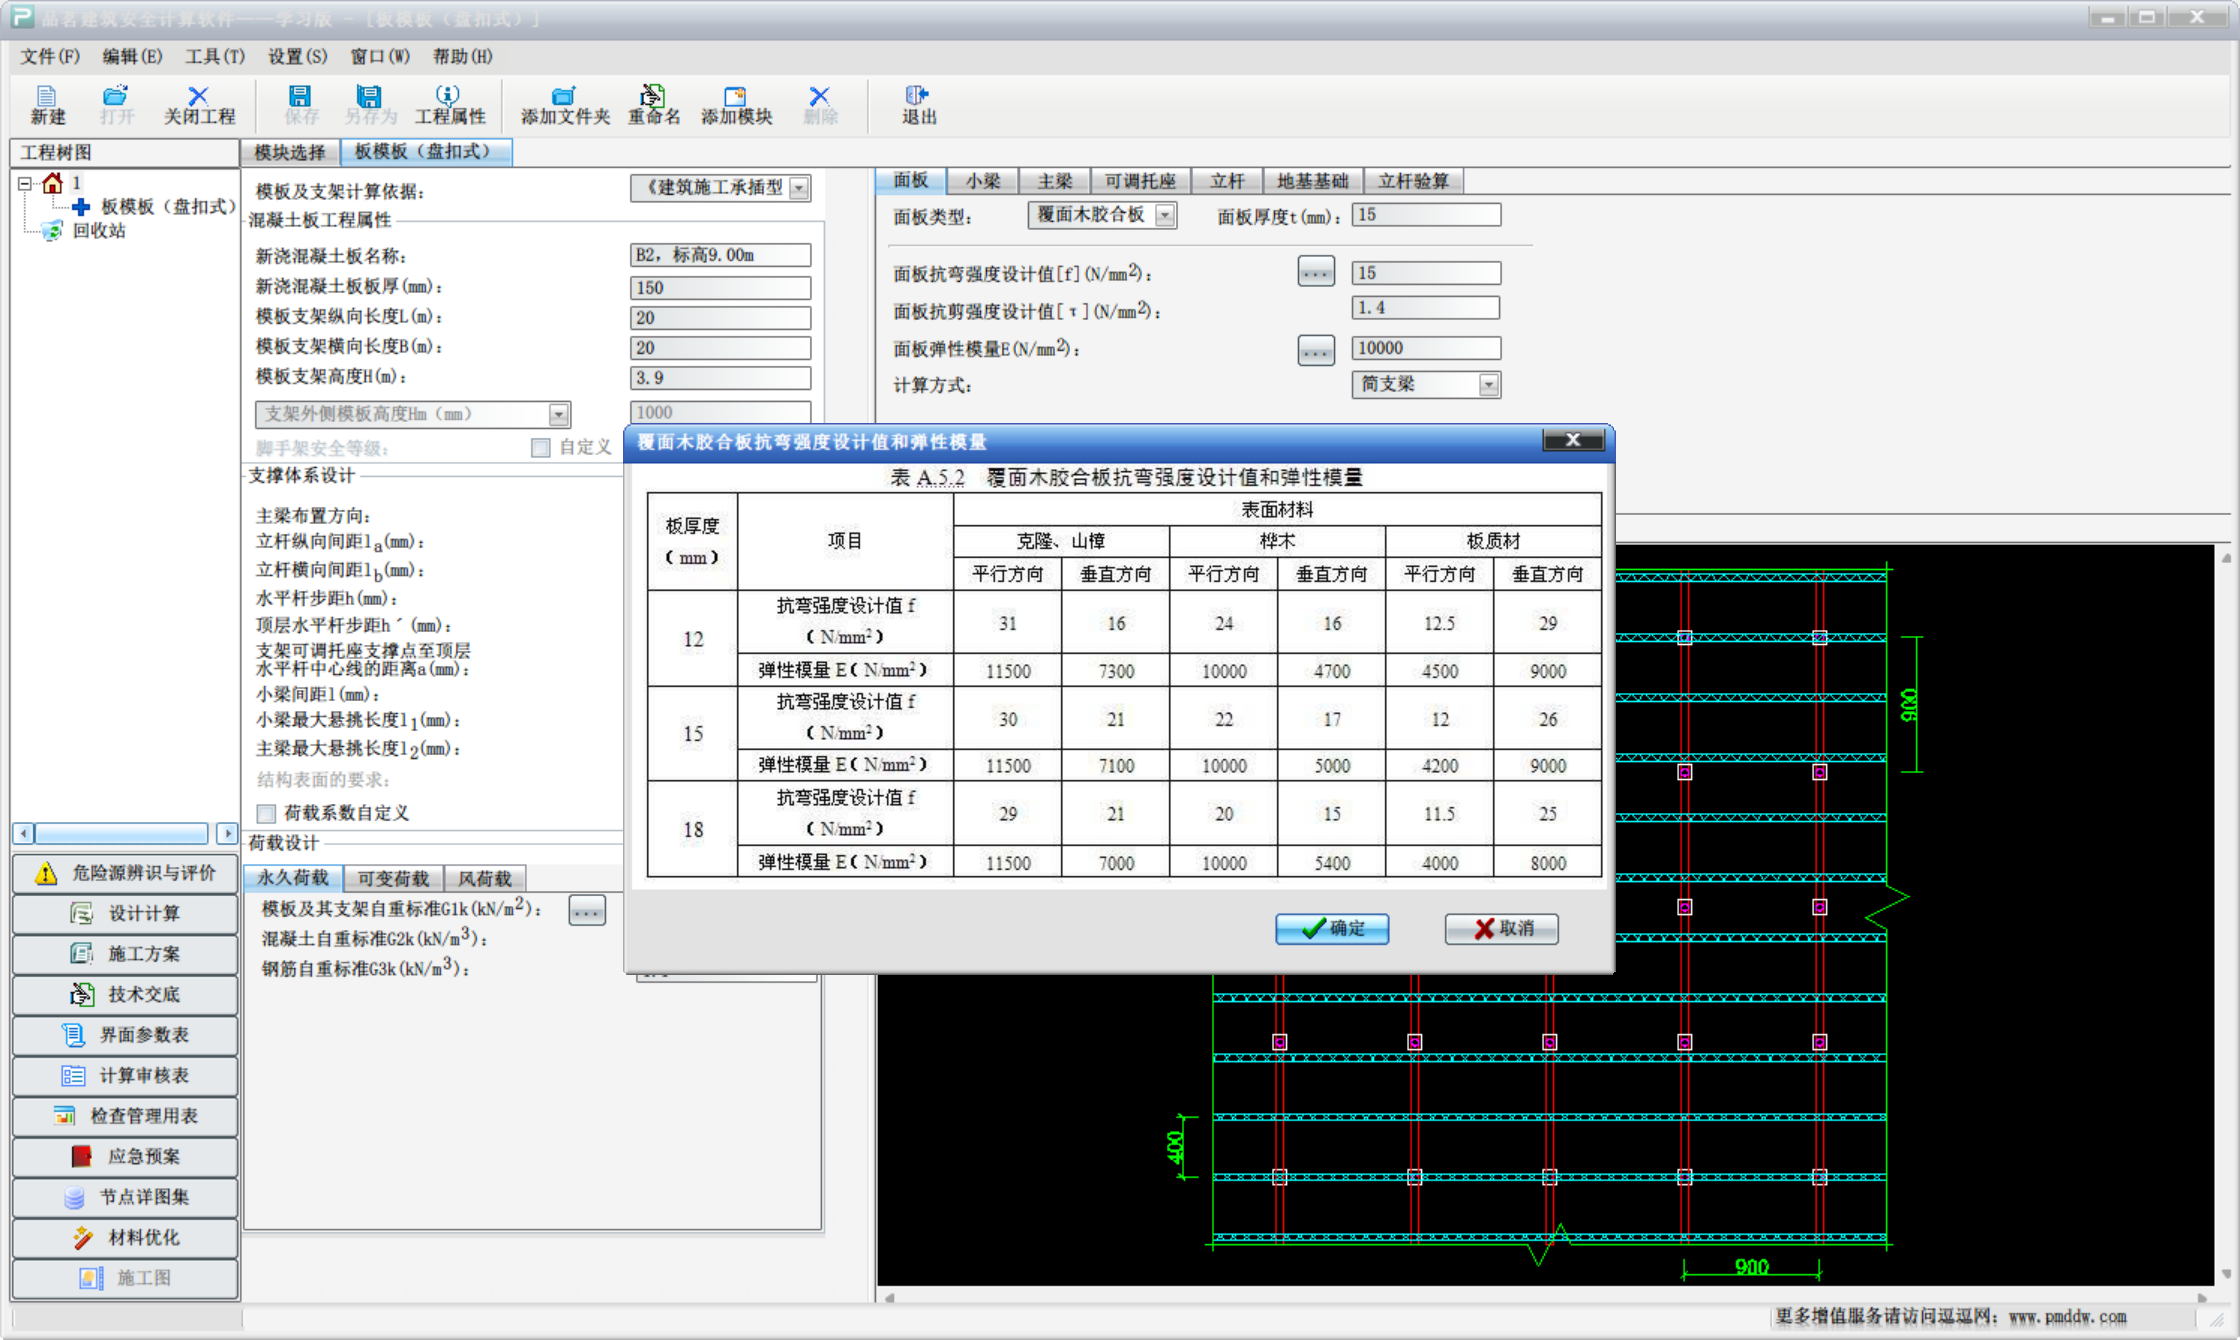 品茗建筑安全计算软件——学习版 - [板模板（盘扣式）]
文件(F) 编辑(E) 工具(T) 设置(S) 窗口(W) 帮助(H)
新建 打开 关闭工程 保存 另存为 工程属性 添加文件夹 重命名 添加模块 删除 退出
工程树图
1
板模板（盘扣式）
回收站
危险源辨识与评价
设计计算
施工方案
技术交底
界面参数表
计算审核表
检查管理用表
应急预案
节点详图集
材料优化
施工图
模块选择 板模板（盘扣式）
模板及支架计算依据: 《建筑施工承插型
混凝土板工程属性
新浇混凝土板名称: B2, 标高9.00m
新浇混凝土板板厚(mm): 150
模板支架纵向长度L(m): 20
模板支架横向长度B(m): 20
模板支架高度H(m): 3.9
支架外侧模板高度Hm（mm） 1000
脚手架安全等级: 自定义
支撑体系设计
主梁布置方向:
立杆纵向间距la(mm):
立杆横向间距lb(mm):
水平杆步距h(mm):
顶层水平杆步距hˊ(mm):
支架可调托座支撑点至顶层
水平杆中心线的距离a(mm):
小梁间距l(mm):
小梁最大悬挑长度l1(mm):
主梁最大悬挑长度l2(mm):
结构表面的要求:
荷载系数自定义
荷载设计
永久荷载 可变荷载 风荷载
模板及其支架自重标准G1k(kN/m2): ...
混凝土自重标准G2k(kN/m3):
钢筋自重标准G3k(kN/m3):
面板 小梁 主梁 可调托座 立杆 地基基础 立杆验算
面板类型: 覆面木胶合板 面板厚度t(mm): 15
面板抗弯强度设计值[f](N/mm2): ... 15
面板抗剪强度设计值[τ](N/mm2): 1.4
面板弹性模量E(N/mm2): ... 10000
计算方式: 简支梁
覆面木胶合板抗弯强度设计值和弹性模量
表 A.5.2 覆面木胶合板抗弯强度设计值和弹性模量
板厚度（mm） 项目 表面材料
克隆、山樟 桦木 板质材
平行方向 垂直方向 平行方向 垂直方向 平行方向 垂直方向
12 抗弯强度设计值 f（N/mm²） 31 16 24 16 12.5 29
弹性模量 E（N/mm²） 11500 7300 10000 4700 4500 9000
15 抗弯强度设计值 f（N/mm²） 30 21 22 17 12 26
弹性模量 E（N/mm²） 11500 7100 10000 5000 4200 9000
18 抗弯强度设计值 f（N/mm²） 29 21 20 15 11.5 25
弹性模量 E（N/mm²） 11500 7000 10000 5400 4000 8000
确定 取消
900
400
900
更多增值服务请访问逗逗网: www.pmddw.com